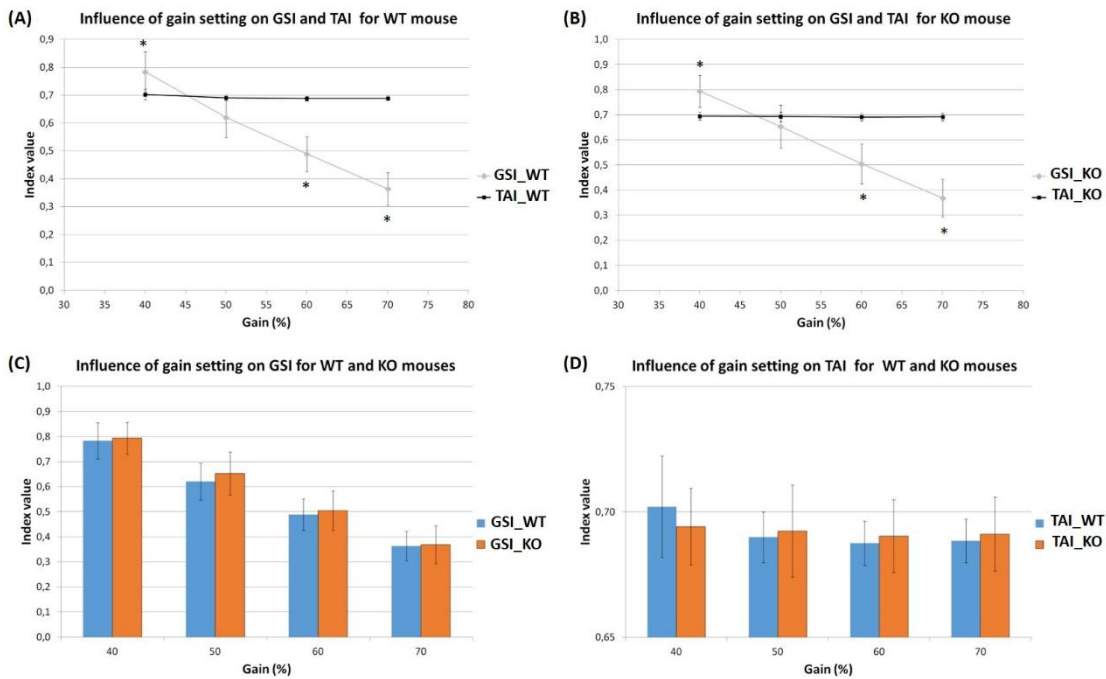 (A) Influence of gain setting on GSI and TAI for WT mouse
0,9
0,8
0,7
0,6
0,5
0,4
0,3
0,2
0,1
0,0
Index value
*
*
*
30 35 40 45 50 55 60 65 70 75 80
Gain (%)
GSI_WT
TAI_WT
(B) Influence of gain setting on GSI and TAI for KO mouse
1,0
0,9
0,8
0,7
0,6
0,5
0,4
0,3
0,2
0,1
0,0
Index value
*
*
*
30 35 40 45 50 55 60 65 70 75 80
Gain (%)
GSI_KO
TAI_KO
(C) Influence of gain setting on GSI for WT and KO mouses
1,0
0,9
0,8
0,7
0,6
0,5
0,4
0,3
0,2
0,1
0,0
Index value
40 50 60 70
Gain (%)
GSI_WT
GSI_KO
(D) Influence of gain setting on TAI for WT and KO mouses
0,75
0,70
0,65
Index value
40 50 60 70
Gain (%)
TAI_WT
TAI_KO